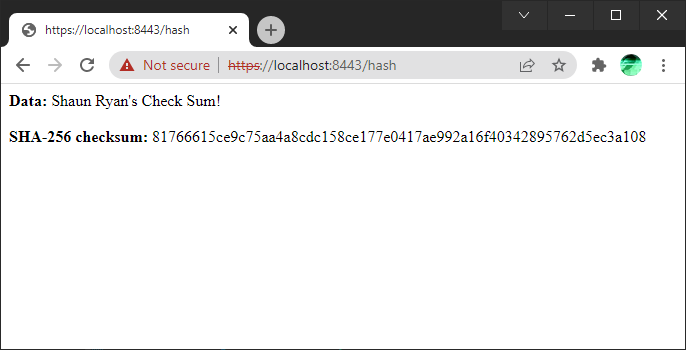 https://localhost:8443/hash
Not secure | https://localhost:8443/hash
Data: Shaun Ryan's Check Sum!
SHA-256 checksum: 81766615ce9c75aa4a8cdc158ce177e0417ae992a16f40342895762d5ec3a108